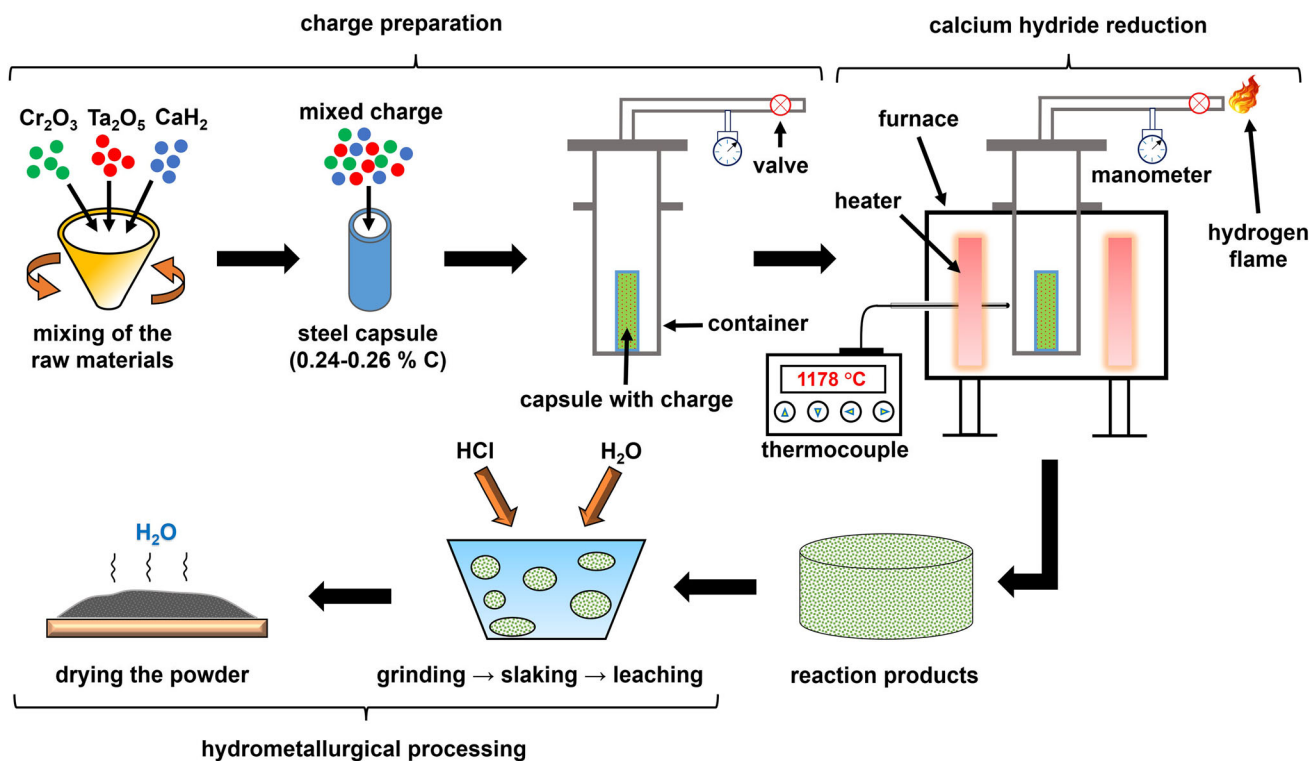 charge preparation
calcium hydride reduction
Cr₂O₃
Ta₂O₅
CaH₂
mixed charge
valve
furnace
manometer
heater
hydrogen
flame
mixing of the
raw materials
steel capsule
(0.24-0.26 % C)
container
capsule with charge
1178 °C
thermocouple
HCl
H₂O
H₂O
drying the powder
grinding → slaking → leaching
reaction products
hydrometallurgical processing